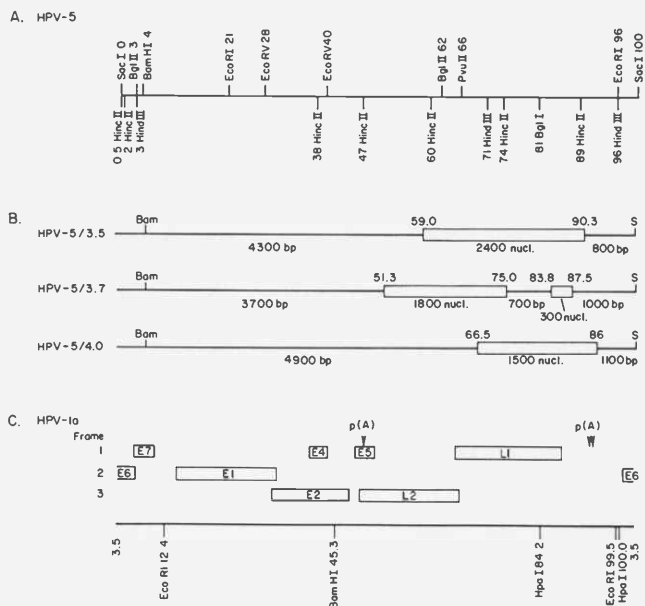 A. HPV-5
Sac I 0
Bgl II 3
Bam HI 4
Eco RI 21
Eco RV 28
Eco RV 40
Bgl II 62
Pvu II 66
Eco RI 96
Sac I 100
0.5 Hinc II
2 Hinc II
3 Hind III
38 Hinc II
47 Hinc II
60 Hinc II
71 Hind III
74 Hinc II
81 Bgl I
89 Hinc II
96 Hind III
B.
Bam 59.0 90.3 S
HPV-5/3.5
4300 bp 2400 nucl. 800 bp
Bam 51.3 75.0 83.8 87.5 S
HPV-5/3.7
3700 bp 1800 nucl. 700 bp 1000 bp
300 nucl.
Bam 66.5 86 S
HPV-5/4.0
4900 bp 1500 nucl. 1100 bp
C. HPV-1a
Frame p(A) p(A)
1 E7 E4 E5 L1
2 E6 E1 E6
3 E2 L2
3.5
Eco RI 12.4
Bam HI 45.3
Hpa I 84.2
Eco RI 99.5
Hpa I 100.0
3.5